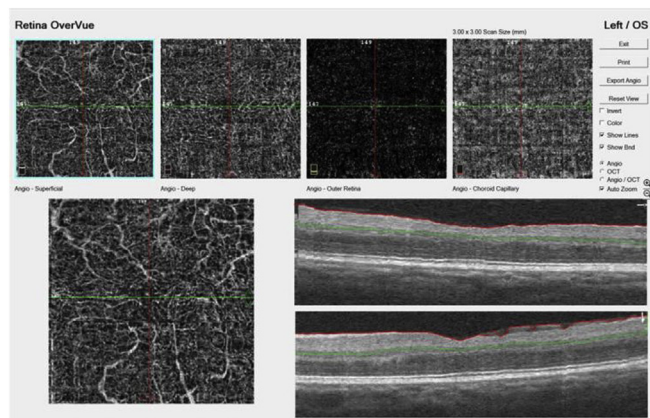 Retina OverVue
Left / OS
3.00 x 3.00 Scan Size (mm)
Exit
Print
Export Angio
Reset View
Invert
Color
Show Lines
Show Bnd
Angio
OCT
Angio / OCT
Auto Zoom
Angio - Superficial
Angio - Deep
Angio - Outer Retina
Angio - Choroid Capillary